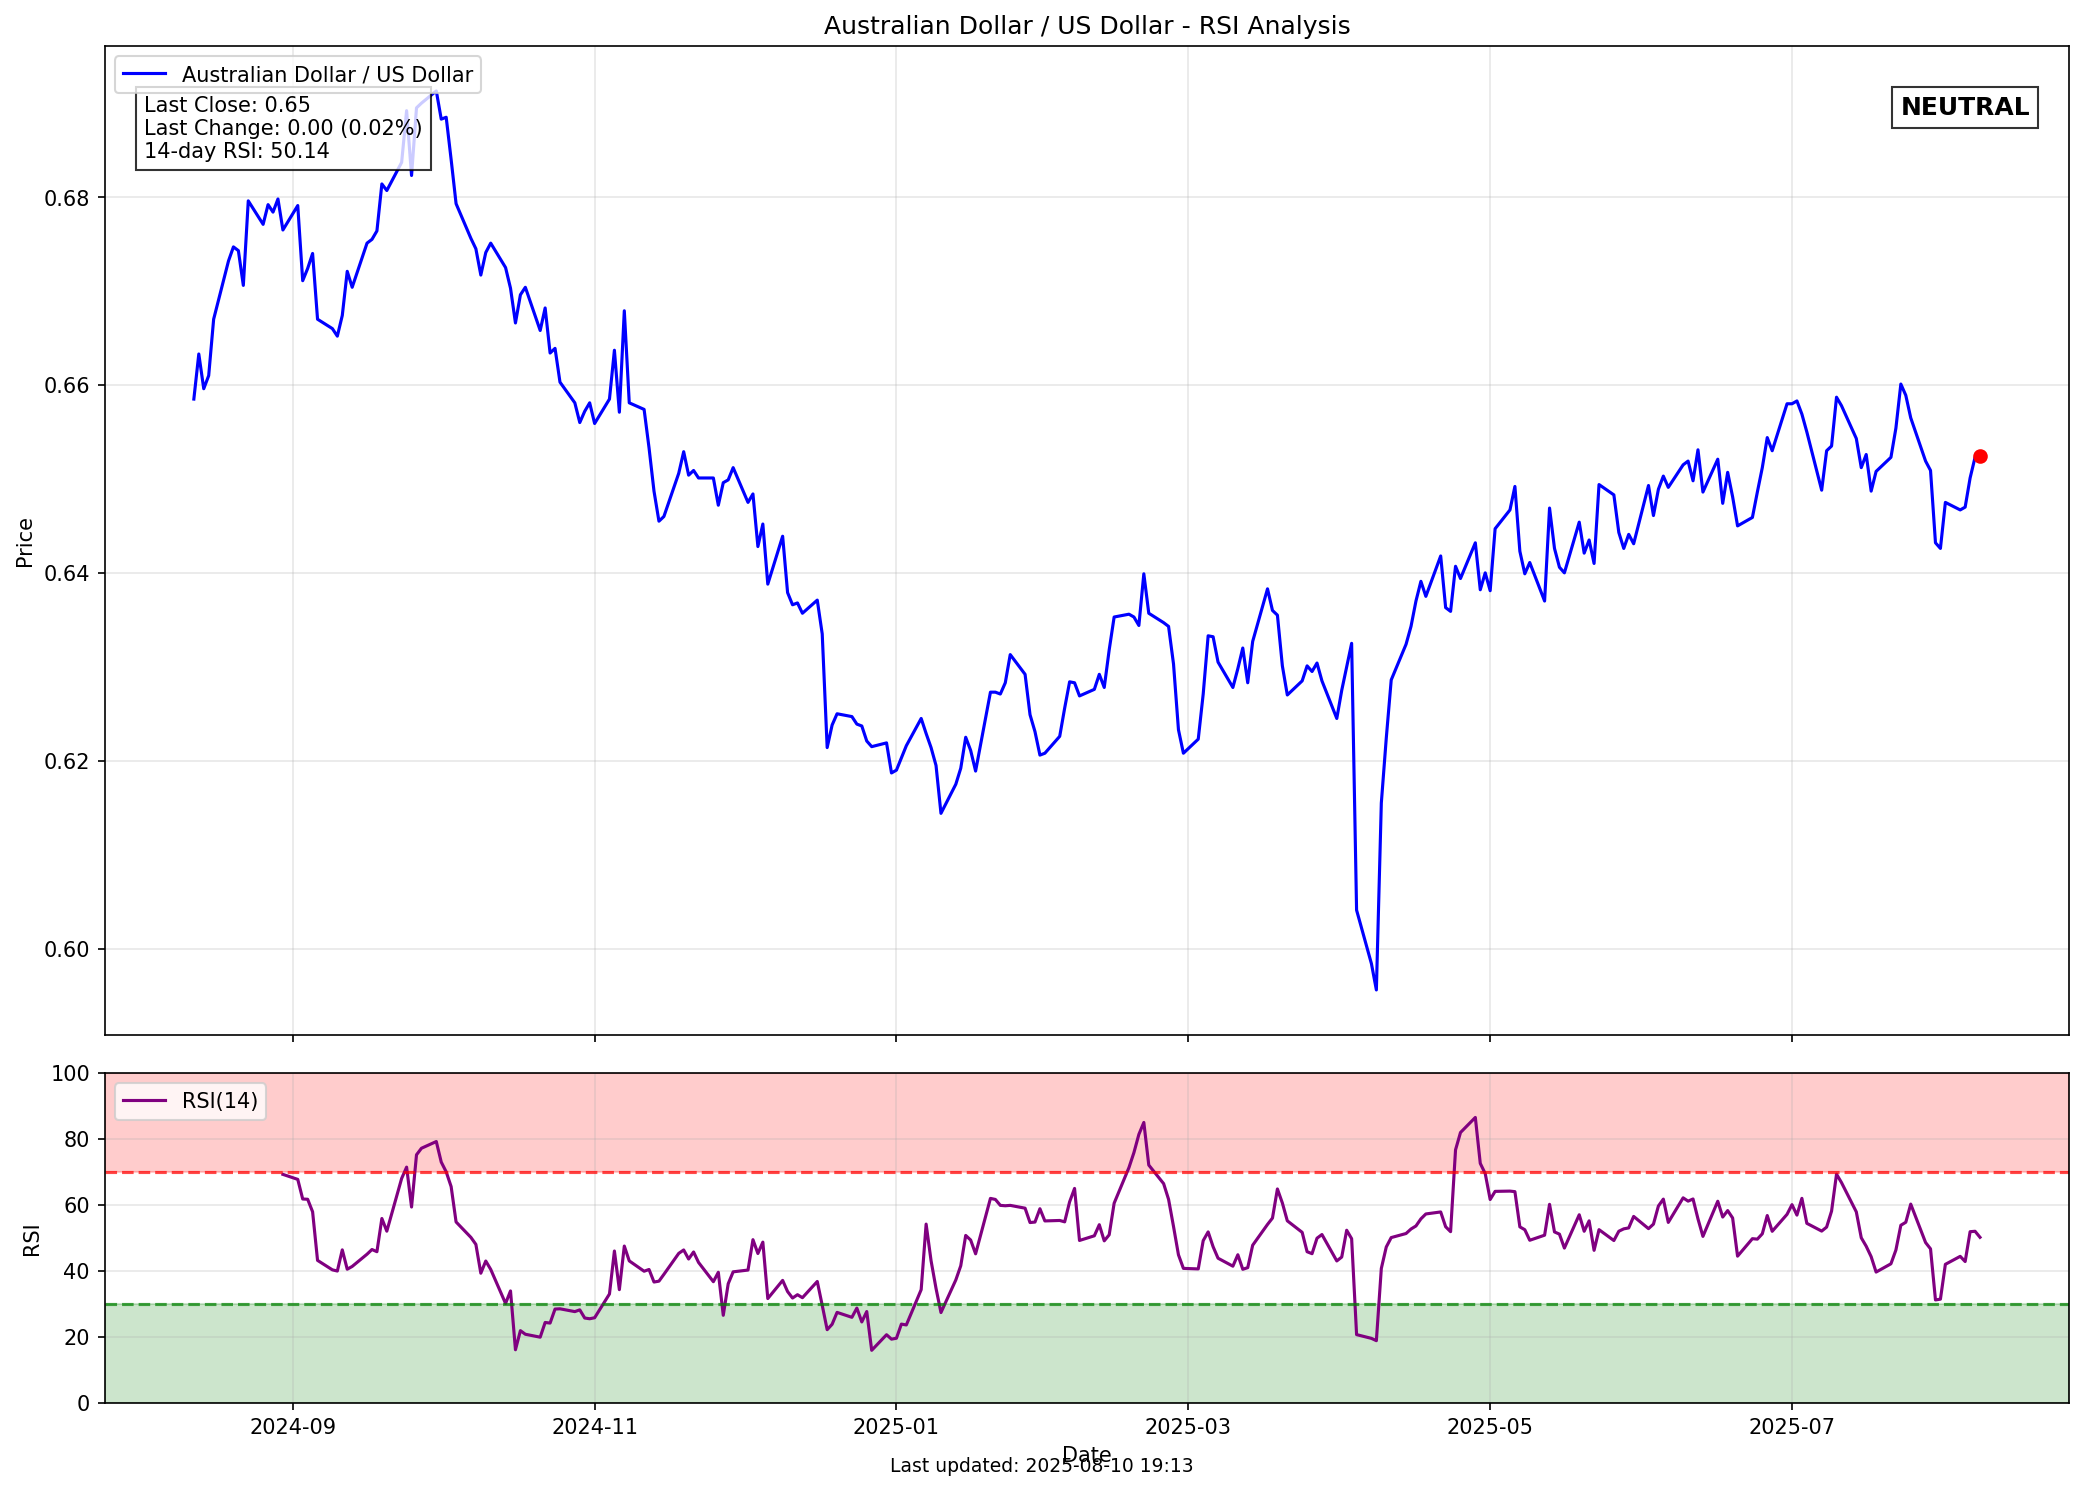 Australian Dollar / US Dollar - RSI Analysis
Australian Dollar / US Dollar
Last Close: 0.65
Last Change: 0.00 (0.02%)
14-day RSI: 50.14
NEUTRAL
0.68
0.66
0.64
0.62
0.60
Price
100
80
60
40
20
0
RSI
RSI(14)
2024-09
2024-11
2025-01
2025-03
2025-05
2025-07
Date
Last updated: 2025-08-10 19:13